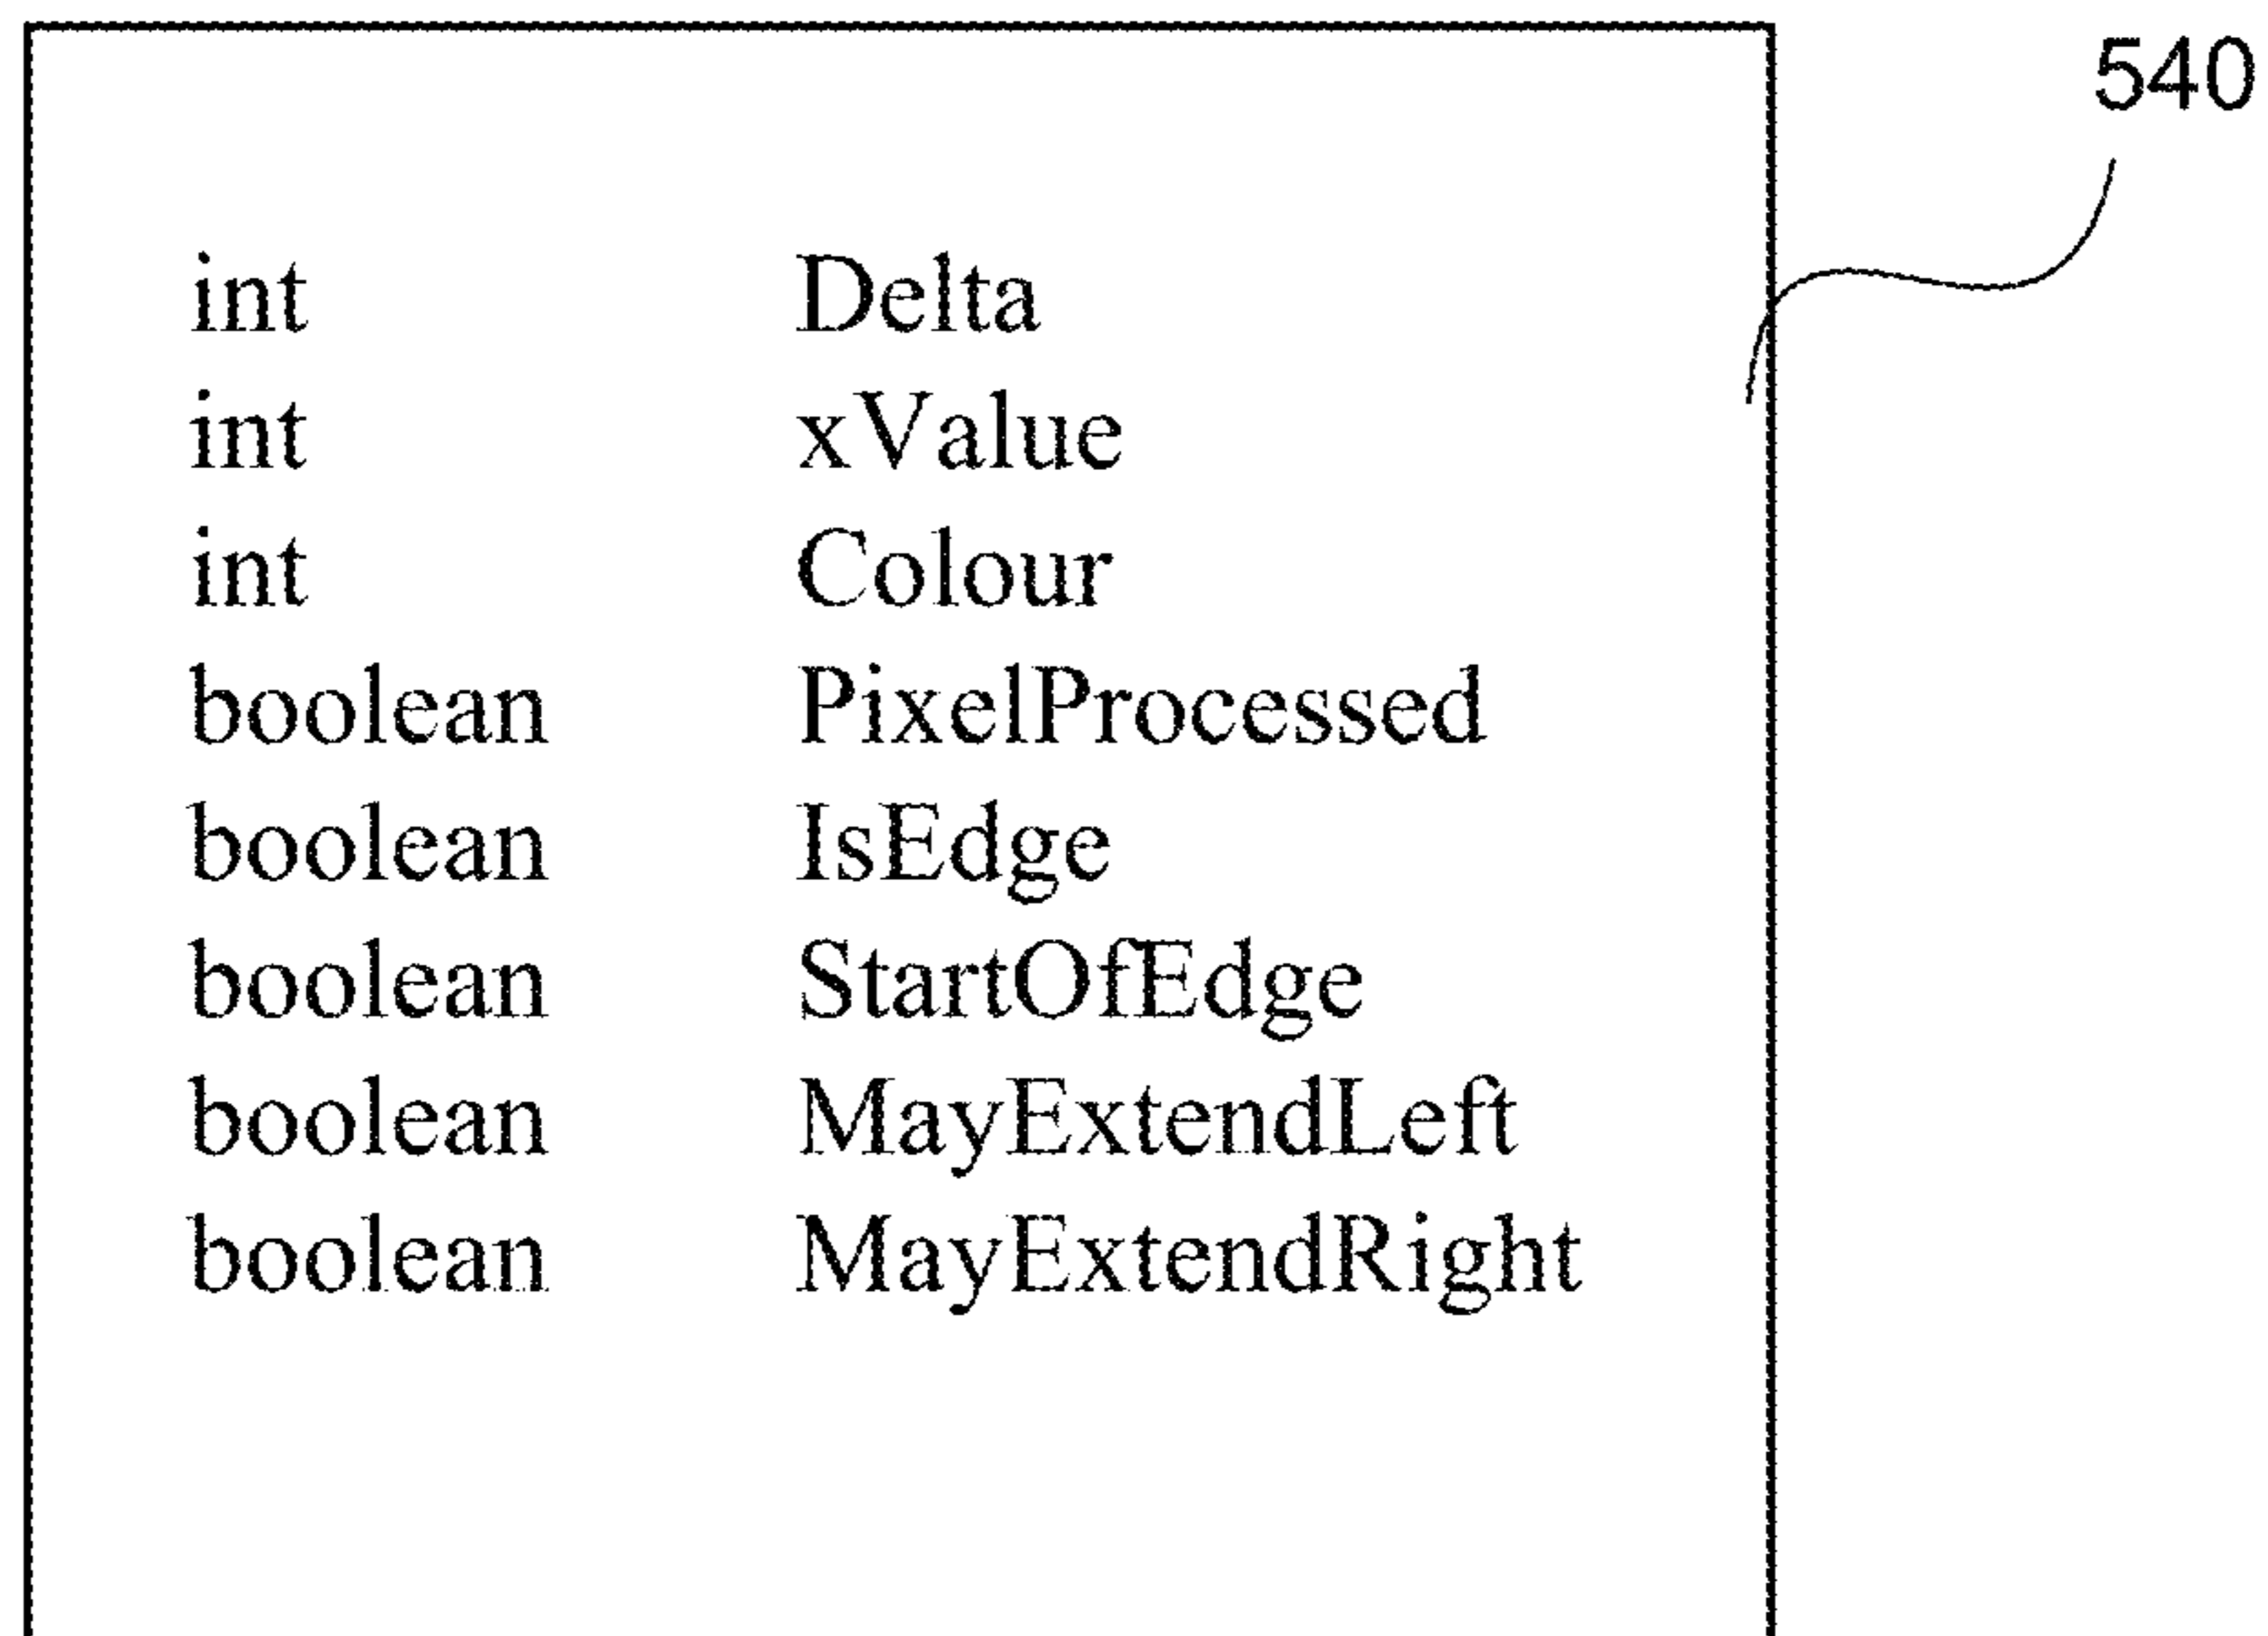 540
int Delta
int xValue
int Colour
boolean PixelProcessed
boolean IsEdge
boolean StartOfEdge
boolean MayExtendLeft
boolean MayExtendRight